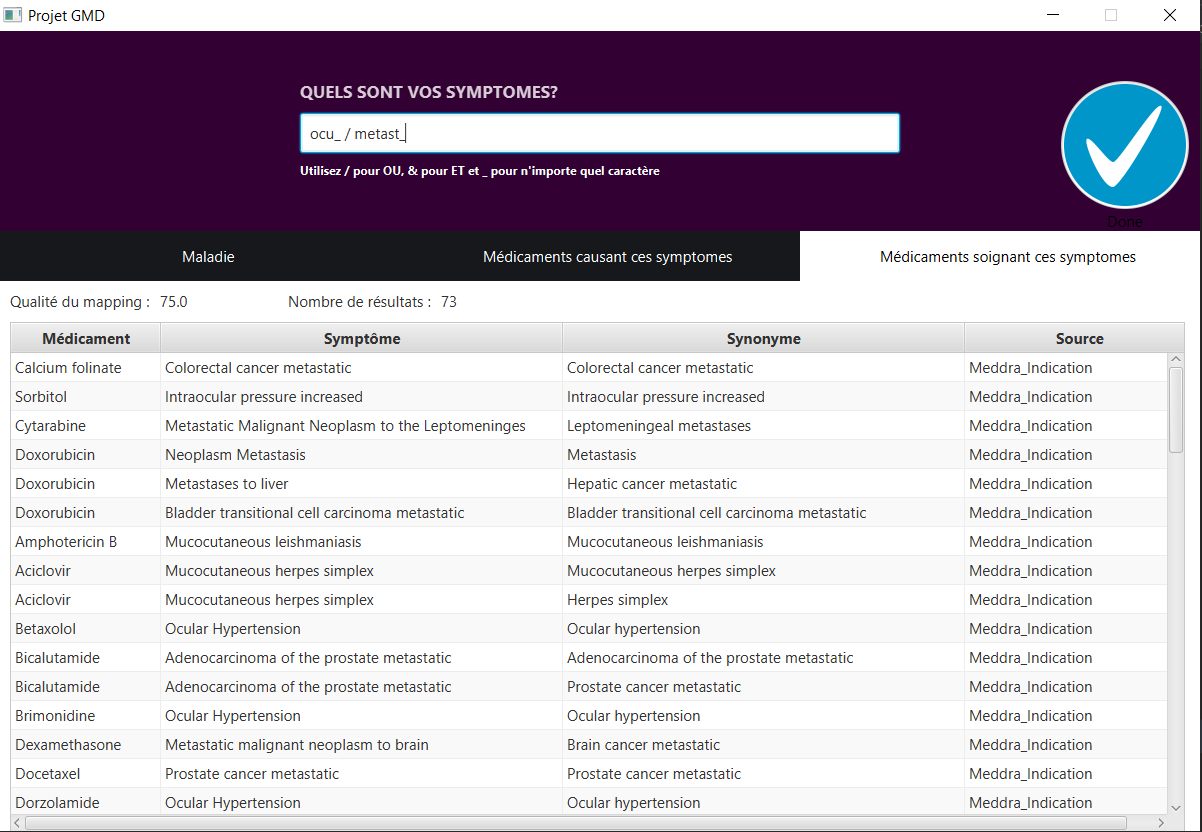 Projet GMD
QUELS SONT VOS SYMPTOMES?
ocu_ / metast_
Utilisez / pour OU, & pour ET et _ pour n'importe quel caractère
Done
Maladie Médicaments causant ces symptomes Médicaments soignant ces symptomes
Qualité du mapping : 75.0 Nombre de résultats : 73
Médicament Symptôme Synonyme Source
Calcium folinate Colorectal cancer metastatic Colorectal cancer metastatic Meddra_Indication
Sorbitol Intraocular pressure increased Intraocular pressure increased Meddra_Indication
Cytarabine Metastatic Malignant Neoplasm to the Leptomeninges Leptomeningeal metastases Meddra_Indication
Doxorubicin Neoplasm Metastasis Metastasis Meddra_Indication
Doxorubicin Metastases to liver Hepatic cancer metastatic Meddra_Indication
Doxorubicin Bladder transitional cell carcinoma metastatic Bladder transitional cell carcinoma metastatic Meddra_Indication
Amphotericin B Mucocutaneous leishmaniasis Mucocutaneous leishmaniasis Meddra_Indication
Aciclovir Mucocutaneous herpes simplex Mucocutaneous herpes simplex Meddra_Indication
Aciclovir Mucocutaneous herpes simplex Herpes simplex Meddra_Indication
Betaxolol Ocular Hypertension Ocular hypertension Meddra_Indication
Bicalutamide Adenocarcinoma of the prostate metastatic Adenocarcinoma of the prostate metastatic Meddra_Indication
Bicalutamide Adenocarcinoma of the prostate metastatic Prostate cancer metastatic Meddra_Indication
Brimonidine Ocular Hypertension Ocular hypertension Meddra_Indication
Dexamethasone Metastatic malignant neoplasm to brain Brain cancer metastatic Meddra_Indication
Docetaxel Prostate cancer metastatic Prostate cancer metastatic Meddra_Indication
Dorzolamide Ocular Hypertension Ocular hypertension Meddra_Indication